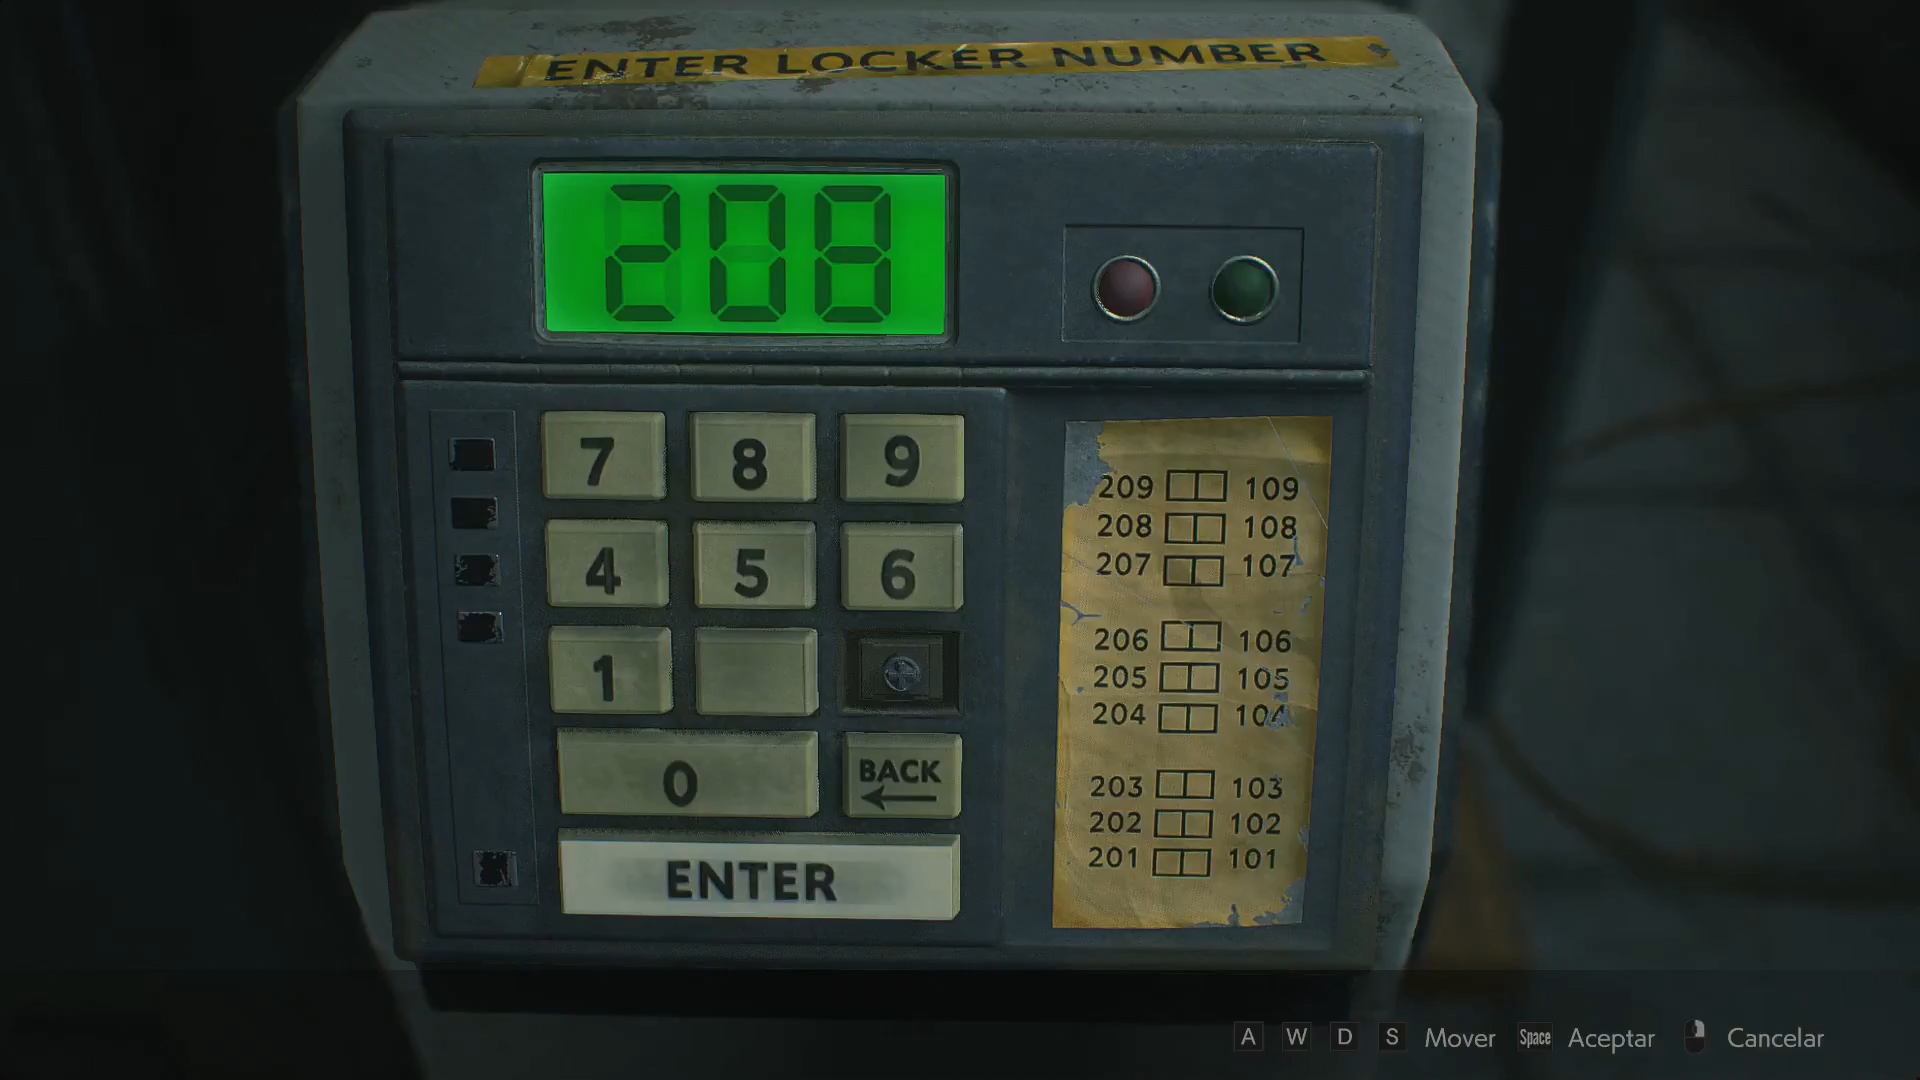 ENTER LOCKER NUMBER
208
7 8 9
4 5 6
1
0 BACK
ENTER
209 109
208 108
207 107
206 106
205 105
204 104
203 103
202 102
201 101
A W D S Mover Space Aceptar Cancelar